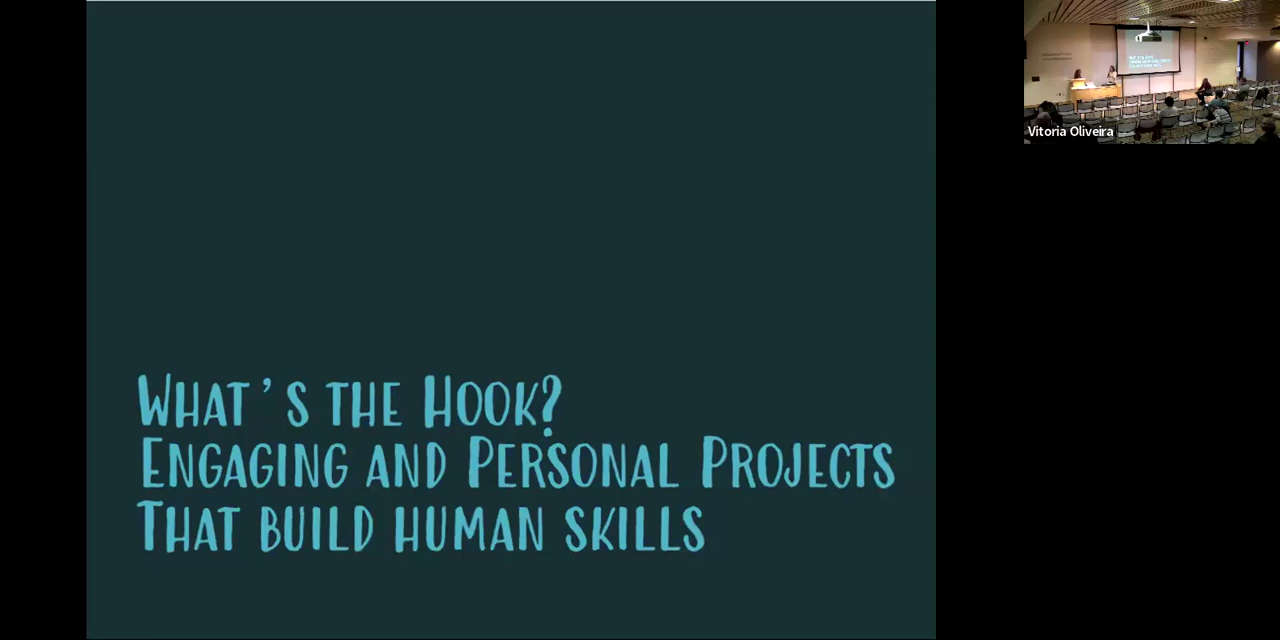 What's the Hook?
Engaging and Personal Projects
That build human skills
Vitoria Oliveira